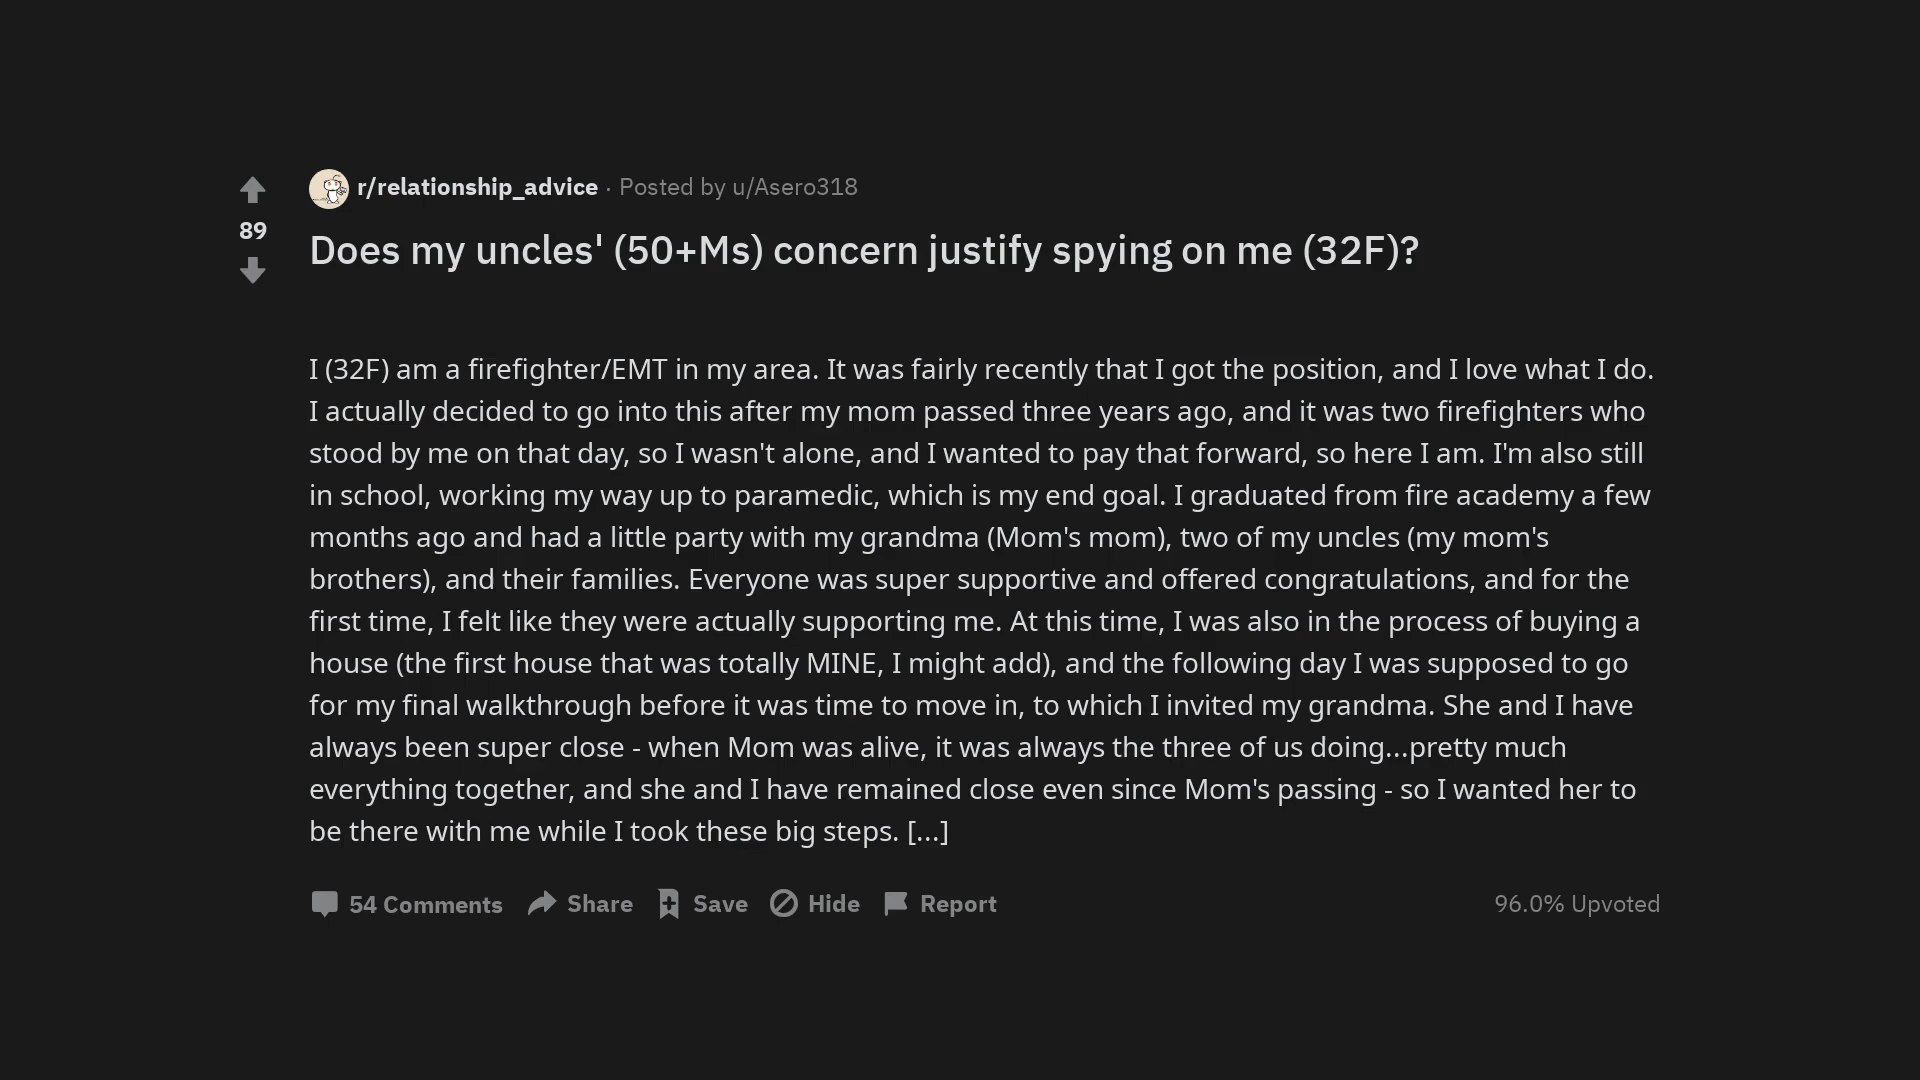 r/relationship_advice · Posted by u/Asero318
89
Does my uncles' (50+Ms) concern justify spying on me (32F)?
I (32F) am a firefighter/EMT in my area. It was fairly recently that I got the position, and I love what I do.
I actually decided to go into this after my mom passed three years ago, and it was two firefighters who
stood by me on that day, so I wasn't alone, and I wanted to pay that forward, so here I am. I'm also still
in school, working my way up to paramedic, which is my end goal. I graduated from fire academy a few
months ago and had a little party with my grandma (Mom's mom), two of my uncles (my mom's
brothers), and their families. Everyone was super supportive and offered congratulations, and for the
first time, I felt like they were actually supporting me. At this time, I was also in the process of buying a
house (the first house that was totally MINE, I might add), and the following day I was supposed to go
for my final walkthrough before it was time to move in, to which I invited my grandma. She and I have
always been super close - when Mom was alive, it was always the three of us doing...pretty much
everything together, and she and I have remained close even since Mom's passing - so I wanted her to
be there with me while I took these big steps. [...]
54 Comments Share Save Hide Report 96.0% Upvoted